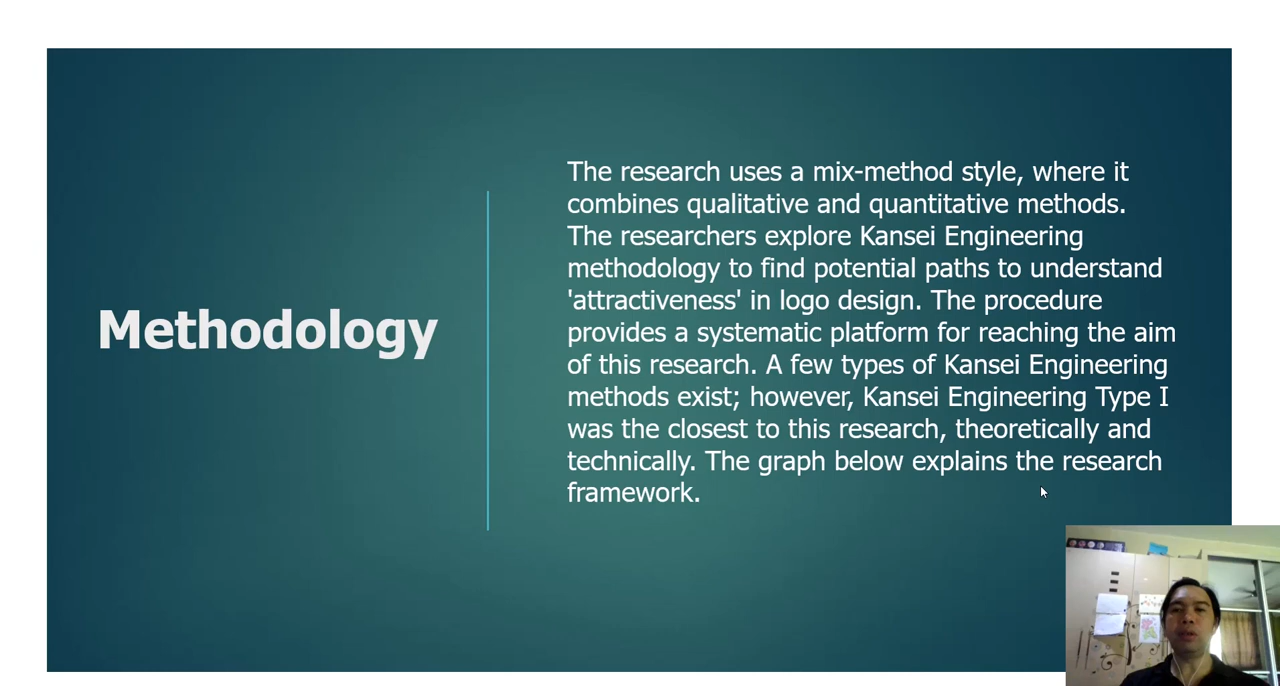 Methodology
The research uses a mix-method style, where it
combines qualitative and quantitative methods.
The researchers explore Kansei Engineering
methodology to find potential paths to understand
'attractiveness' in logo design. The procedure
provides a systematic platform for reaching the aim
of this research. A few types of Kansei Engineering
methods exist; however, Kansei Engineering Type I
was the closest to this research, theoretically and
technically. The graph below explains the research
framework.